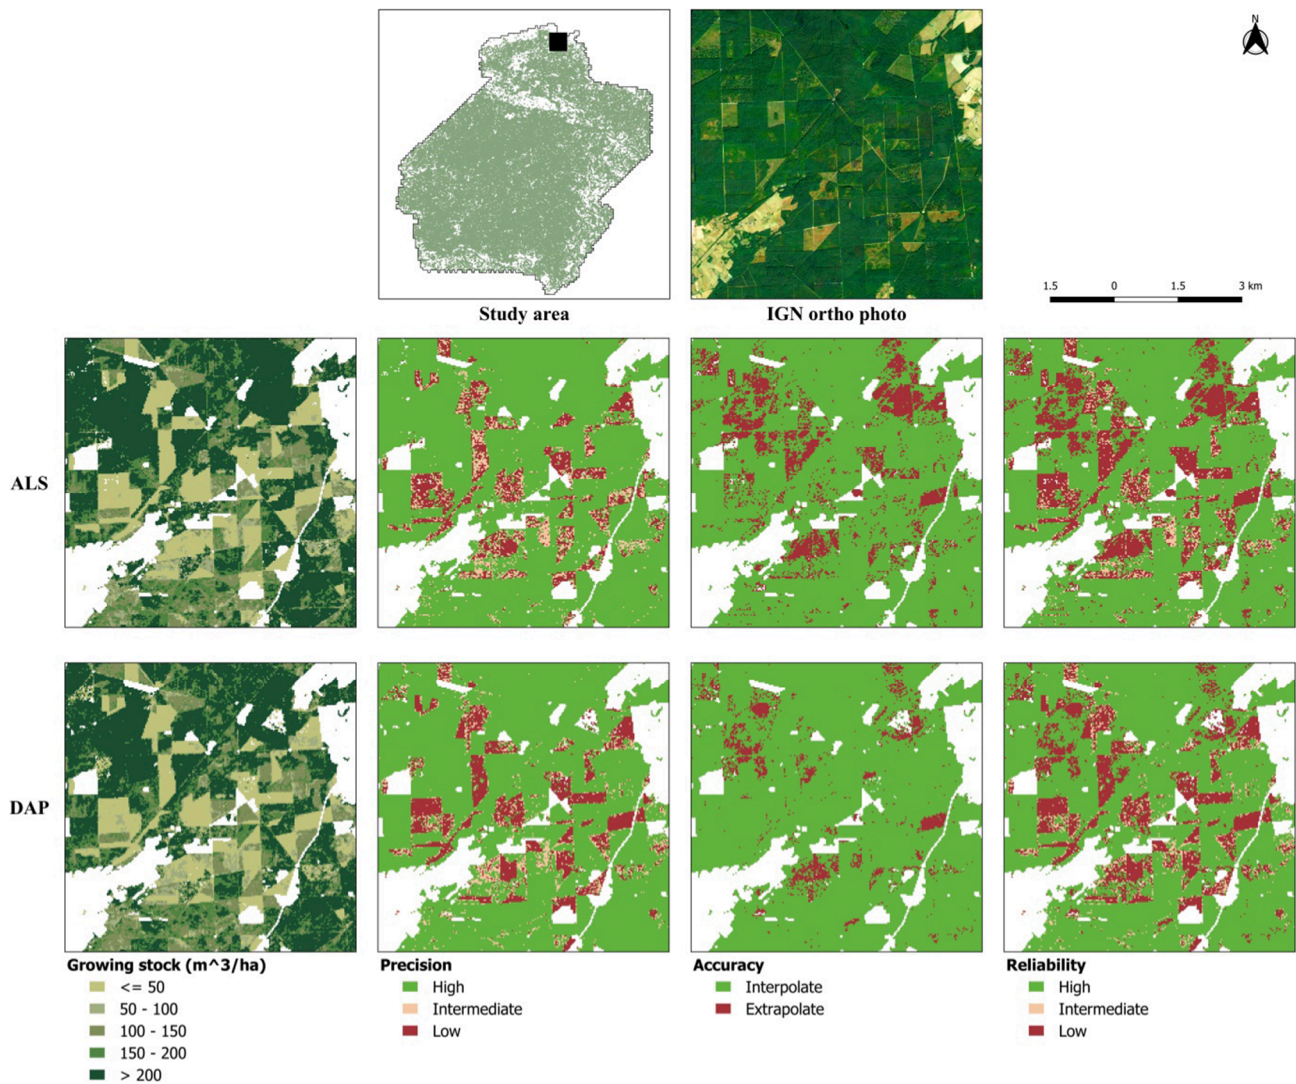 N
1.5 0 1.5 3 km
Study area
IGN ortho photo
ALS
DAP
Growing stock (m^3/ha)
<= 50
50 - 100
100 - 150
150 - 200
> 200
Precision
High
Intermediate
Low
Accuracy
Interpolate
Extrapolate
Reliability
High
Intermediate
Low